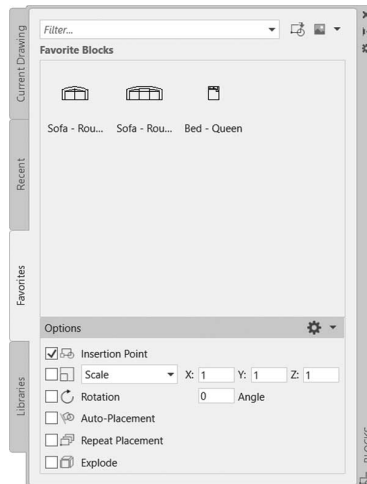 Filter...
Favorite Blocks
Current Drawing
Recent
Favorites
Libraries
Sofa - Rou... Sofa - Rou... Bed - Queen
Options
Insertion Point
Scale X: 1 Y: 1 Z: 1
Rotation 0 Angle
Auto-Placement
Repeat Placement
Explode
BLOCKS